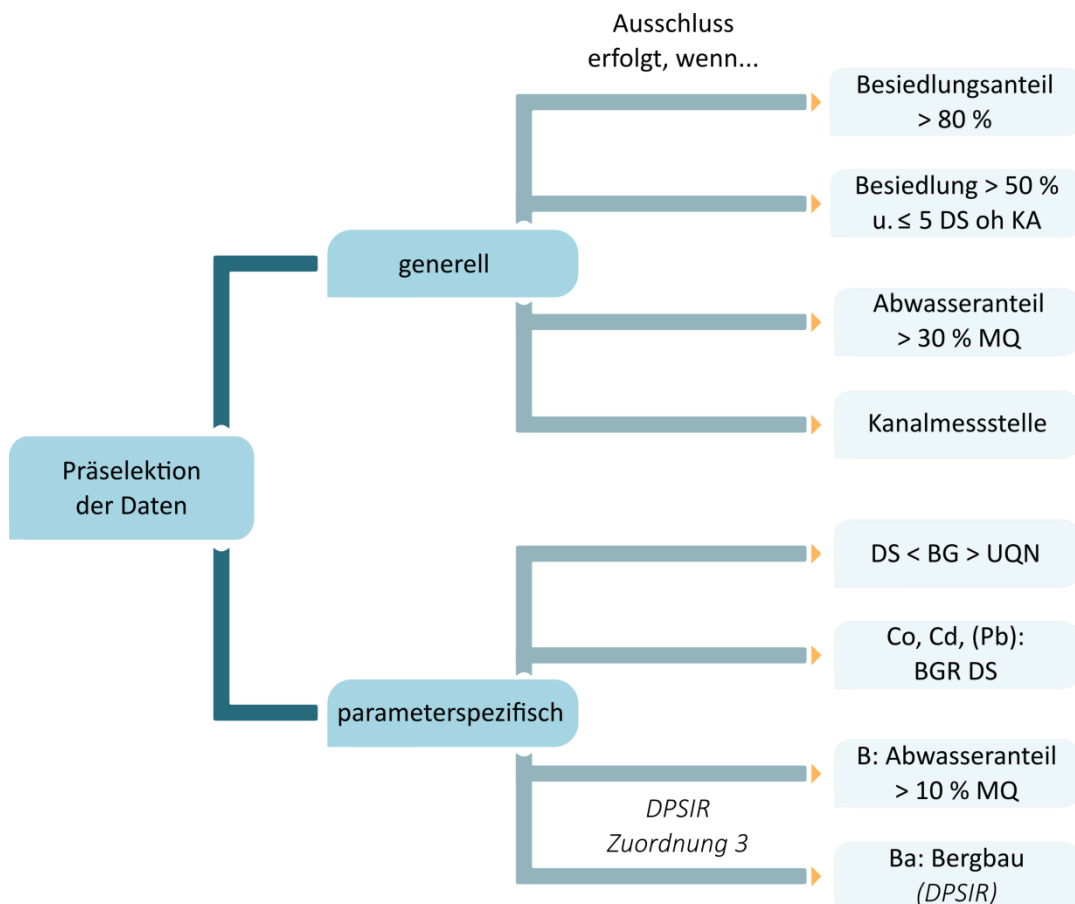 Ausschluss
erfolgt, wenn...
Besiedlungsanteil
> 80 %
Besiedlung > 50 %
u. ≤ 5 DS oh KA
generell
Abwasseranteil
> 30 % MQ
Kanalmessstelle
Präselektion
der Daten
DS < BG > UQN
Co, Cd, (Pb):
BGR DS
parameterspezifisch
B: Abwasseranteil
> 10 % MQ
DPSIR
Zuordnung 3
Ba: Bergbau
(DPSIR)